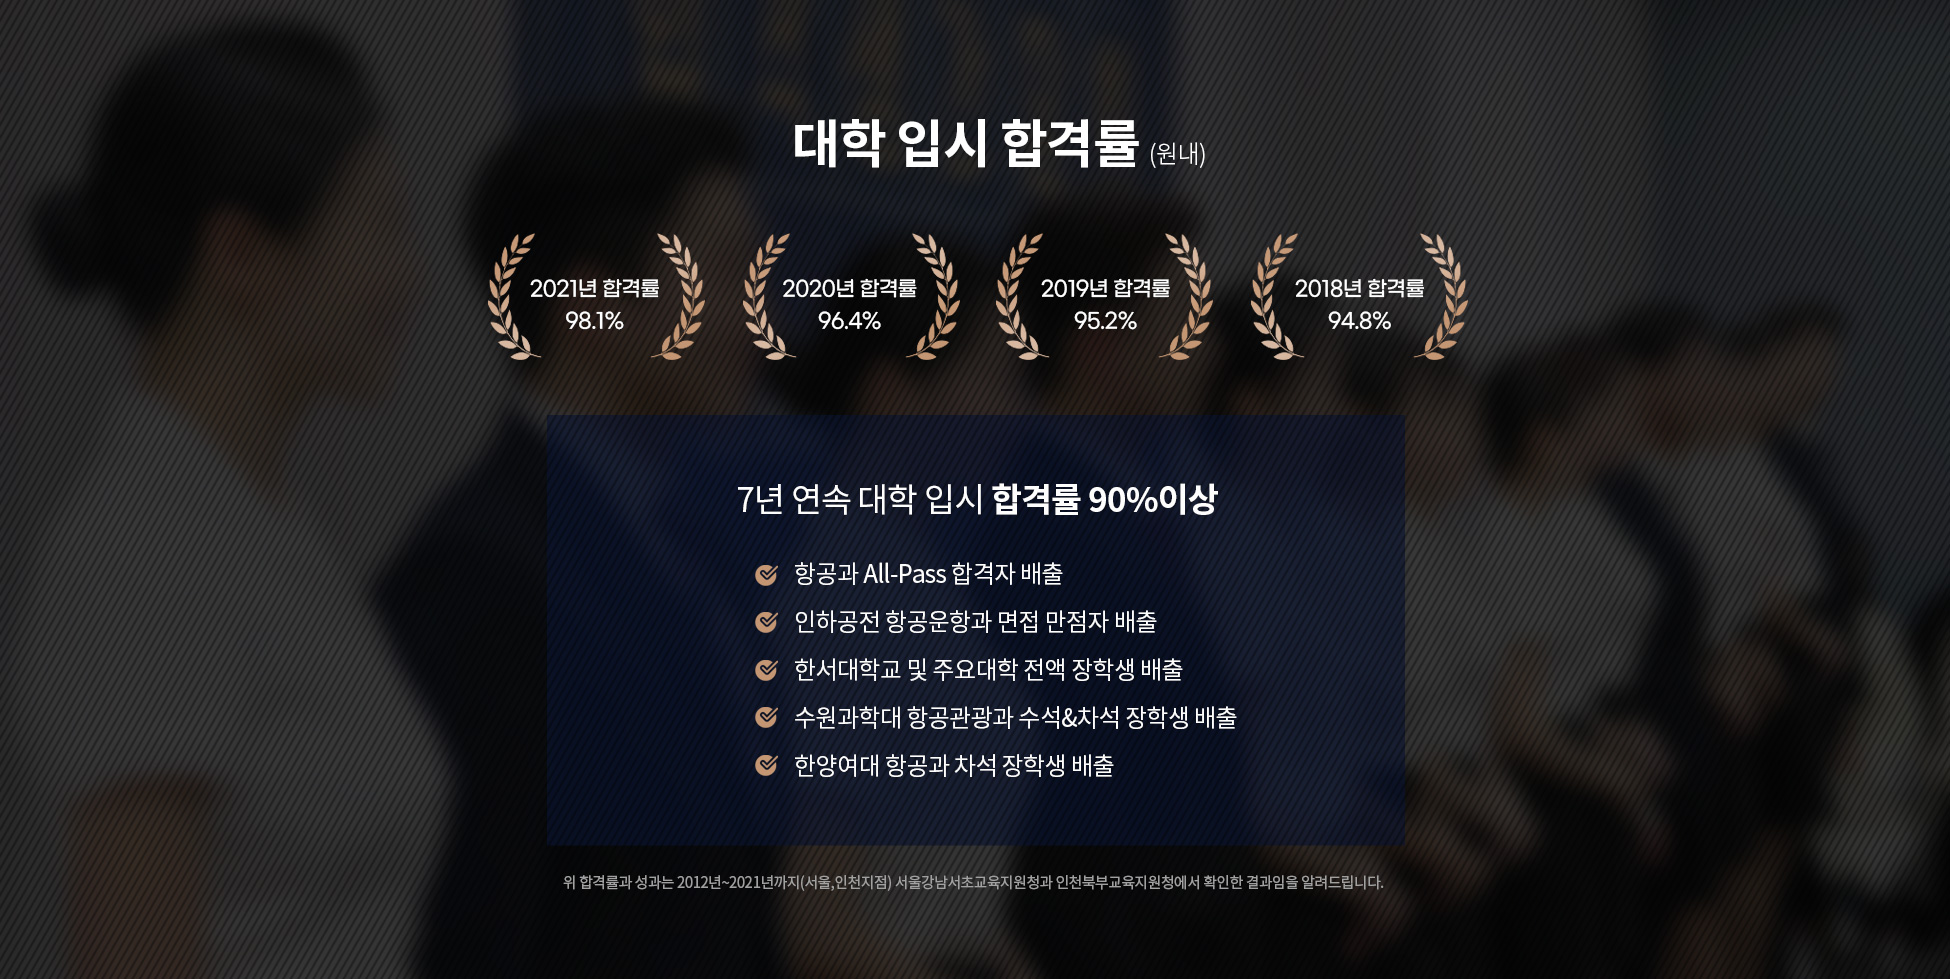 대학 입시 합격률 (원내)
2021년 합격률
98.1%
2020년 합격률
96.4%
2019년 합격률
95.2%
2018년 합격률
94.8%
7년 연속 대학 입시 합격률 90%이상
항공과 All-Pass 합격자 배출
인하공전 항공운항과 면접 만점자 배출
한서대학교 및 주요대학 전액 장학생 배출
수원과학대 항공관광과 수석&차석 장학생 배출
한양여대 항공과 차석 장학생 배출
위 합격률과 성과는 2012년~2021년까지(서울,인천지점) 서울강남서초교육지원청과 인천북부교육지원청에서 확인한 결과임을 알려드립니다.